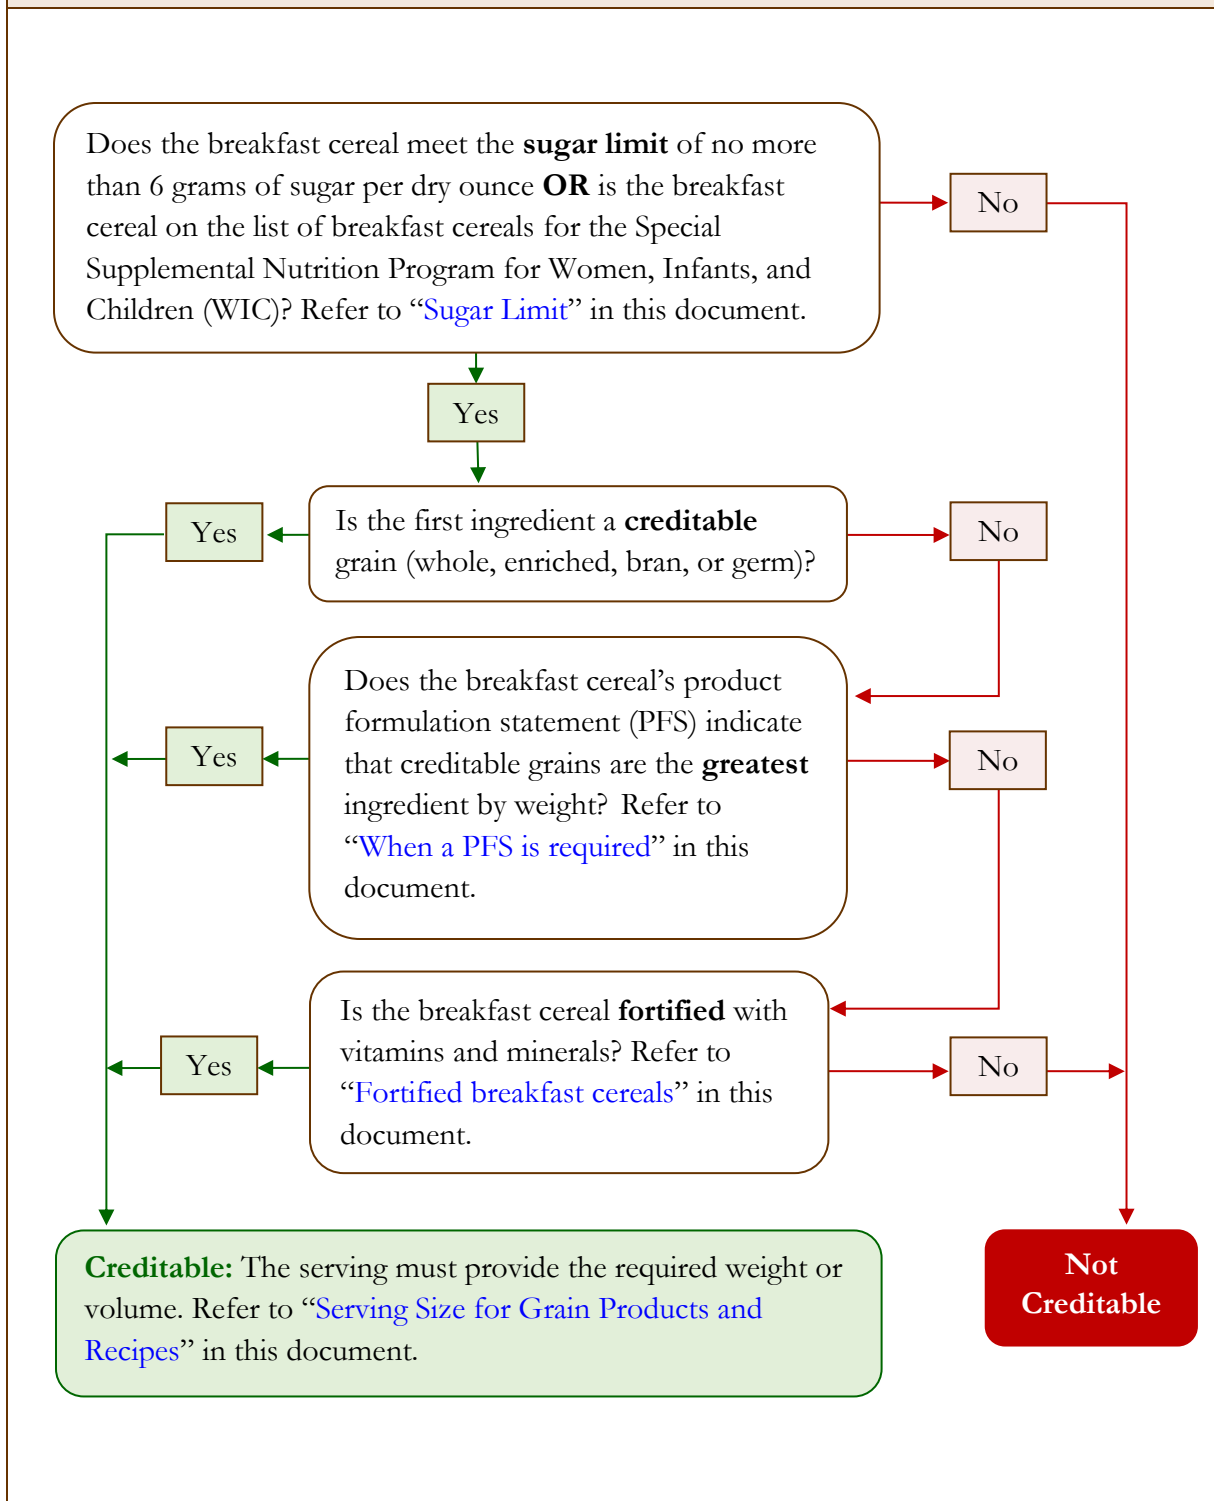 Does the breakfast cereal meet the sugar limit of no more
than 6 grams of sugar per dry ounce OR is the breakfast
cereal on the list of breakfast cereals for the Special
Supplemental Nutrition Program for Women, Infants, and
Children (WIC)? Refer to “Sugar Limit” in this document.
No
Yes
Yes
Is the first ingredient a creditable
grain (whole, enriched, bran, or germ)?
No
Does the breakfast cereal’s product
formulation statement (PFS) indicate
that creditable grains are the greatest
ingredient by weight? Refer to
“When a PFS is required” in this
document.
Yes
No
Is the breakfast cereal fortified with
vitamins and minerals? Refer to
“Fortified breakfast cereals” in this
document.
Yes
No
Creditable: The serving must provide the required weight or
volume. Refer to “Serving Size for Grain Products and
Recipes” in this document.
Not
Creditable